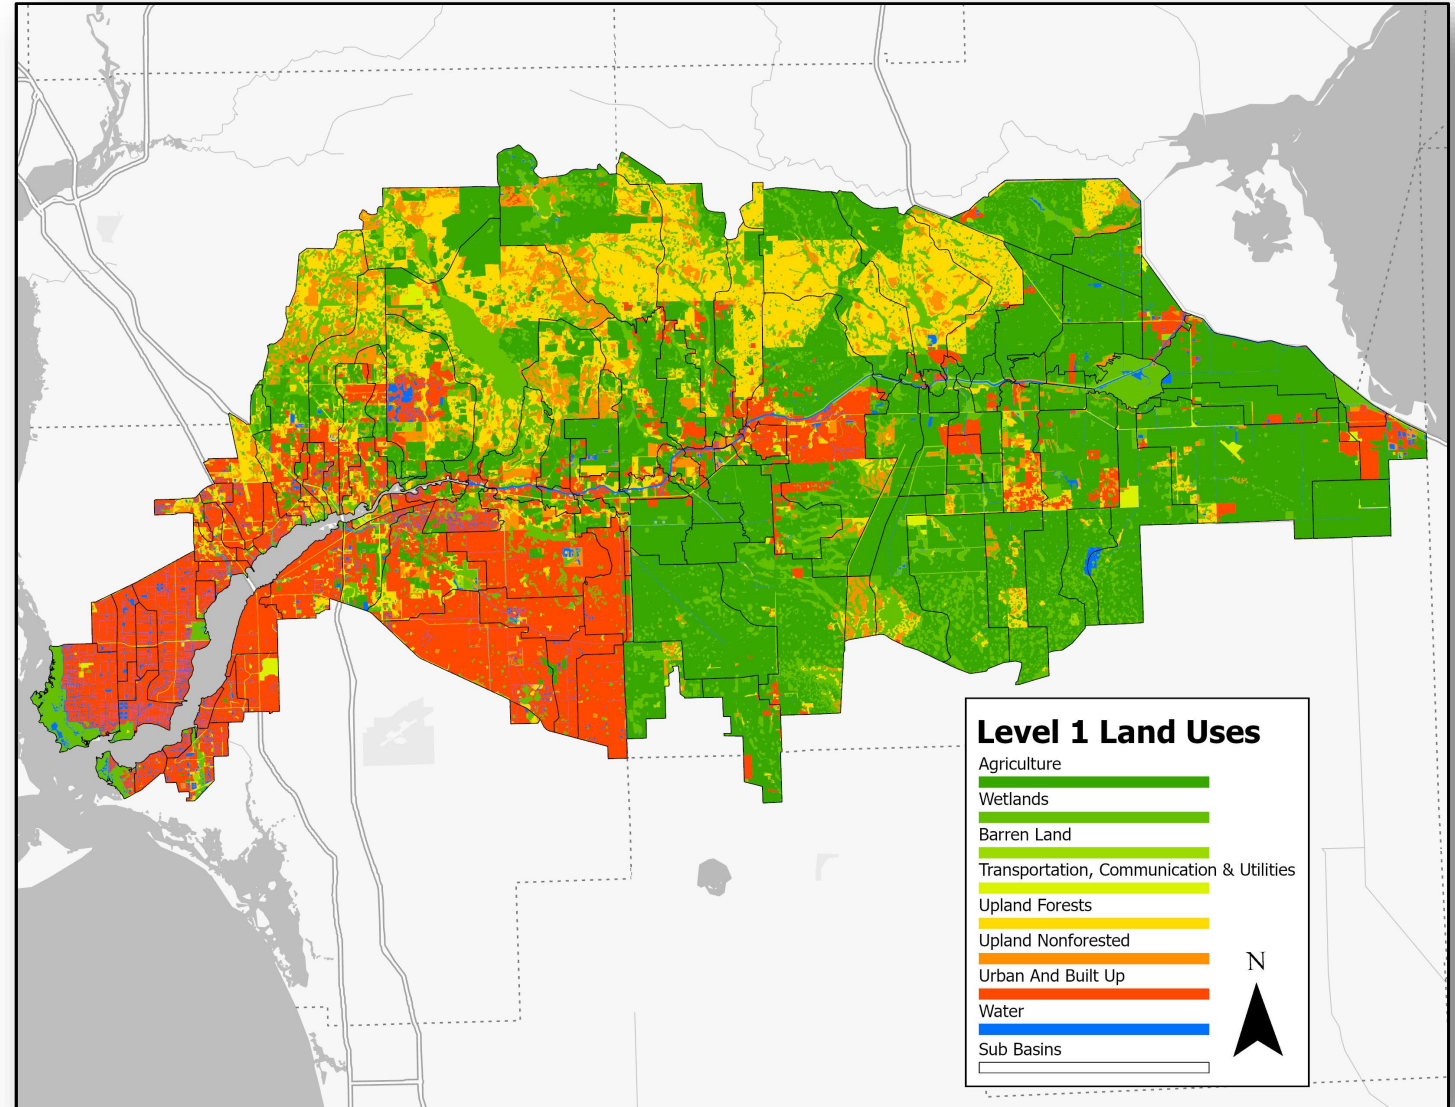 Level 1 Land Uses
Agriculture
Wetlands
Barren Land
Transportation, Communication & Utilities
Upland Forests
Upland Nonforested
Urban And Built Up
Water
Sub Basins
N